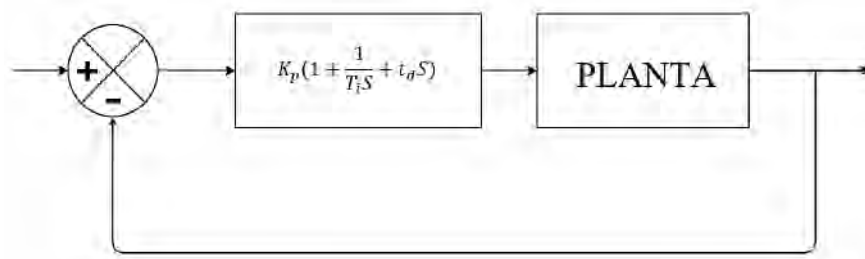 +
-
K_p(1 + \frac{1}{T_i S} + t_d S)
PLANTA